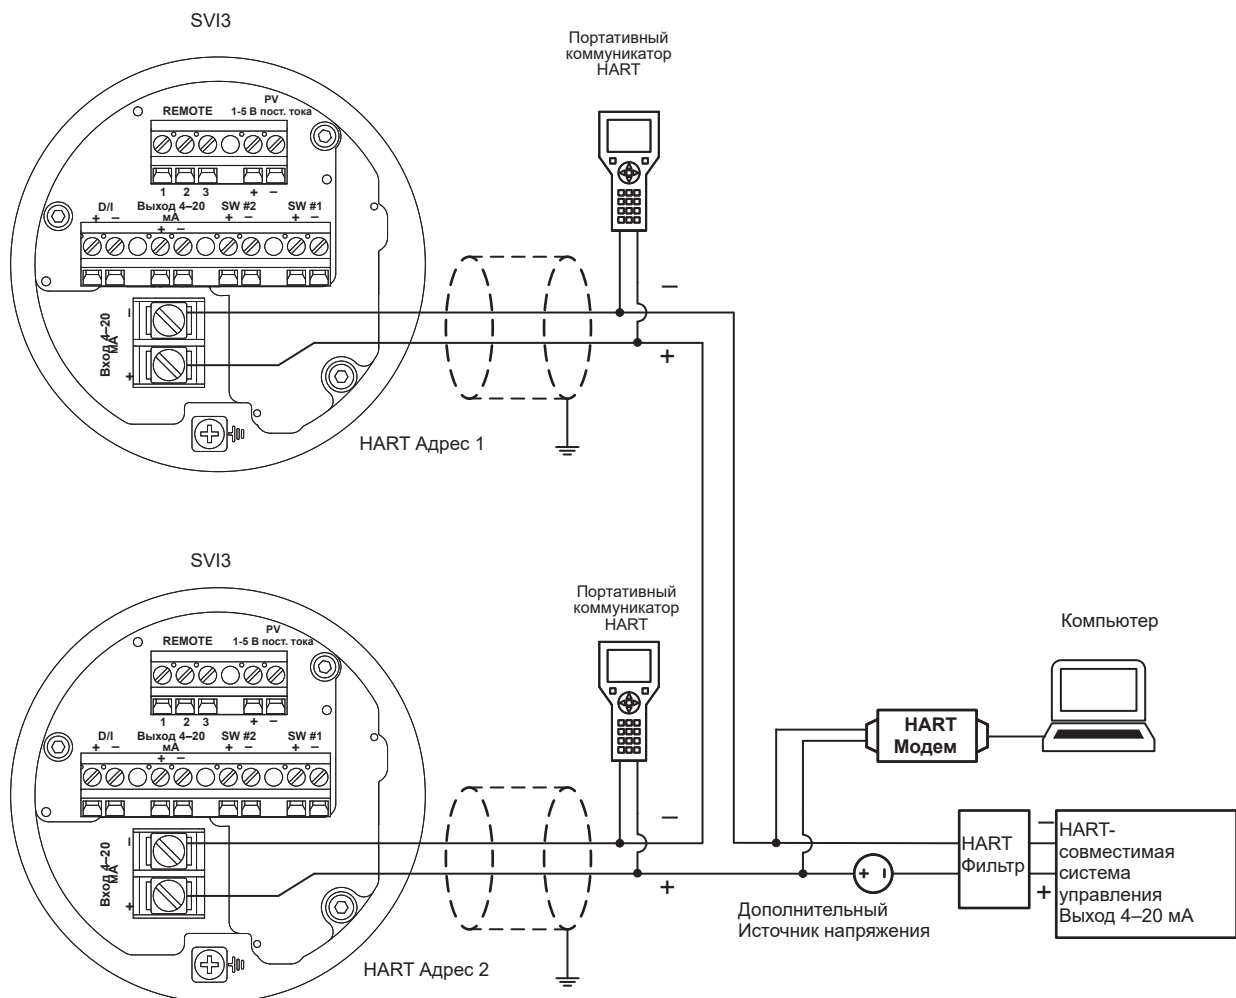 SVI3
Портативный
коммуникатор
HART
PV
REMOTE 1-5 В пост. тока
1 2 3 + −
D/I Выход 4–20 SW #2 SW #1
+ − мА + − + −
+ −
−
Вход 4–20
мА
+
−
+
HART Адрес 1
SVI3
Портативный
коммуникатор
HART
PV
REMOTE 1-5 В пост. тока
1 2 3 + −
D/I Выход 4–20 SW #2 SW #1
+ − мА + − + −
+ −
−
Вход 4–20
мА
+
−
+
HART Адрес 2
Компьютер
HART
Модем
HART
Фильтр
−
+
HART-
совместимая
система
управления
Выход 4–20 мА
+ −
Дополнительный
Источник напряжения